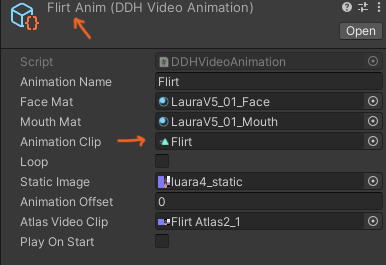 Flirt Anim (DDH Video Animation)
Open
Script DDHVideoAnimation
Animation Name Flirt
Face Mat LauraV5_01_Face
Mouth Mat LauraV5_01_Mouth
Animation Clip Flirt
Loop
Static Image luara4_static
Animation Offset 0
Atlas Video Clip Flirt Atlas2_1
Play On Start